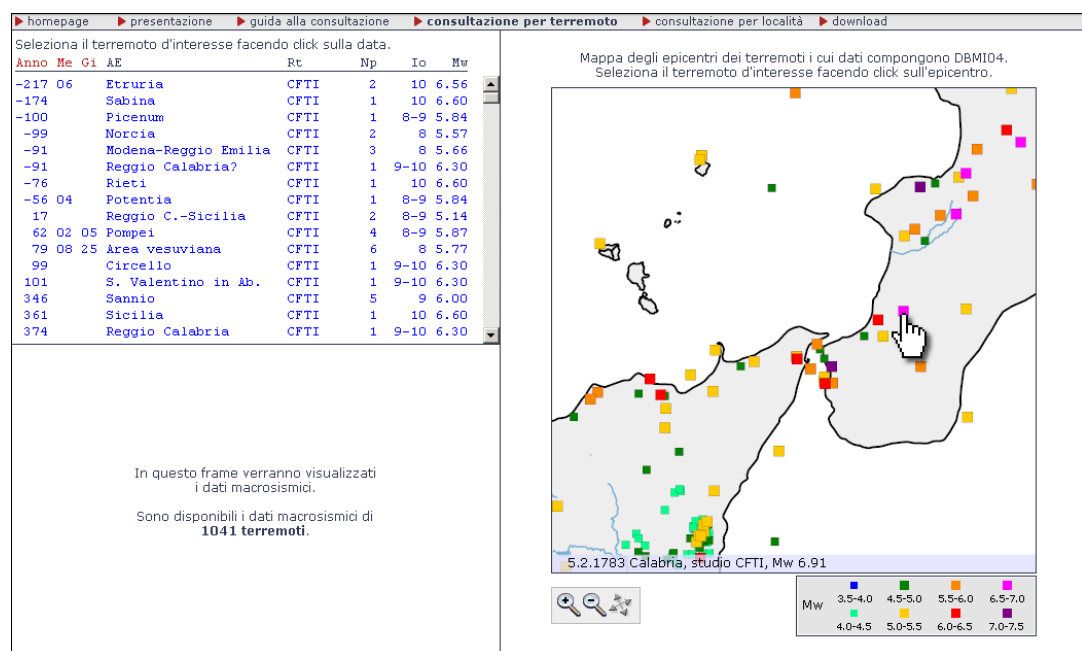 homepage presentazione guida alla consultazione consultazione per terremoto consultazione per località download
Seleziona il terremoto d'interesse facendo click sulla data.
Anno Me Gi AE Rt Np Io Mw
-217 06 Etruria CFTI 2 10 6.56
-174 Sabina CFTI 1 10 6.60
-100 Picenum CFTI 1 8-9 5.84
-99 Norcia CFTI 2 8 5.57
-91 Modena-Reggio Emilia CFTI 3 8 5.66
-91 Reggio Calabria? CFTI 1 9-10 6.30
-76 Rieti CFTI 1 10 6.60
-56 04 Potentia CFTI 1 8-9 5.84
17 Reggio C.-Sicilia CFTI 2 8-9 5.14
62 02 05 Pompei CFTI 4 8-9 5.87
79 08 25 Area vesuviana CFTI 6 8 5.77
99 Circello CFTI 1 9-10 6.30
101 S. Valentino in Ab. CFTI 1 9-10 6.30
346 Sannio CFTI 5 9 6.00
361 Sicilia CFTI 1 10 6.60
374 Reggio Calabria CFTI 1 9-10 6.30
In questo frame verranno visualizzati
i dati macrosismici.
Sono disponibili i dati macrosismici di
1041 terremoti.
Mappa degli epicentri dei terremoti i cui dati compongono DBMI04.
Seleziona il terremoto d'interesse facendo click sull'epicentro.
5.2.1783 Calabria, studio CFTI, Mw 6.91
Mw
3.5-4.0 4.5-5.0 5.5-6.0 6.5-7.0
4.0-4.5 5.0-5.5 6.0-6.5 7.0-7.5